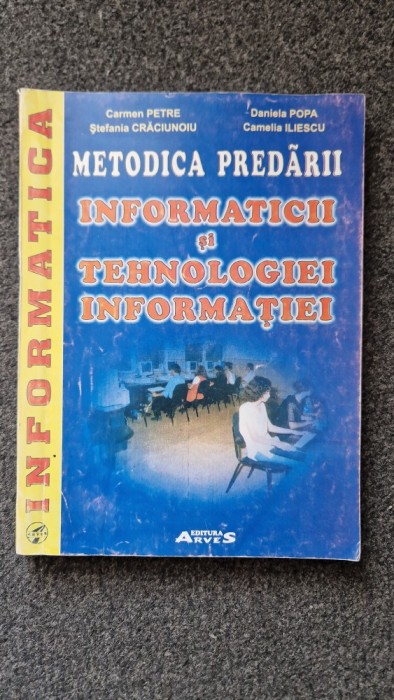 Carmen PETRE Daniela POPA
Ştefania CRĂCIUNOIU Camelia ILIESCU
METODICA PREDĂRII
INFORMATICII
şi
TEHNOLOGIEI
INFORMAŢIEI
INFORMATICA
EDITURA
ARVES